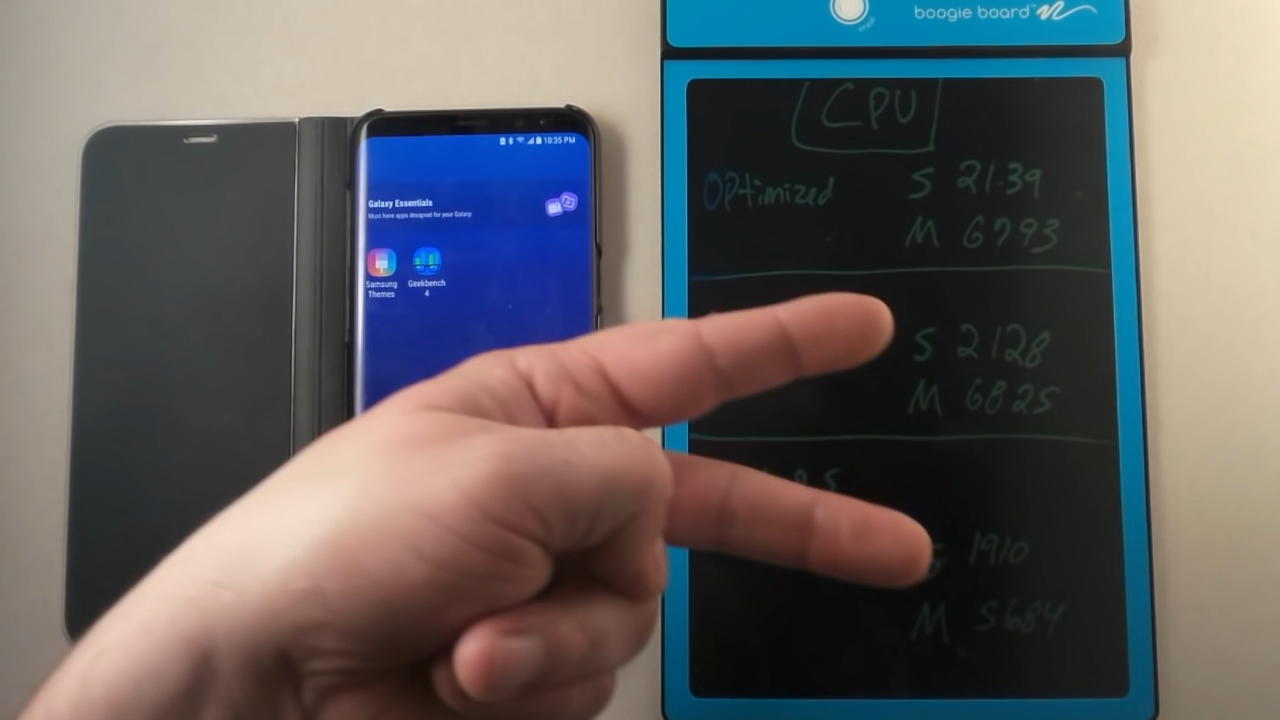 boogie board™
10:35 PM
Galaxy Essentials
Must have apps designed for your Galaxy
Samsung Themes
Geekbench 4
CPU
Optimized S 2139
M 6793
S 2128
M 6825
S 1910
M 5684